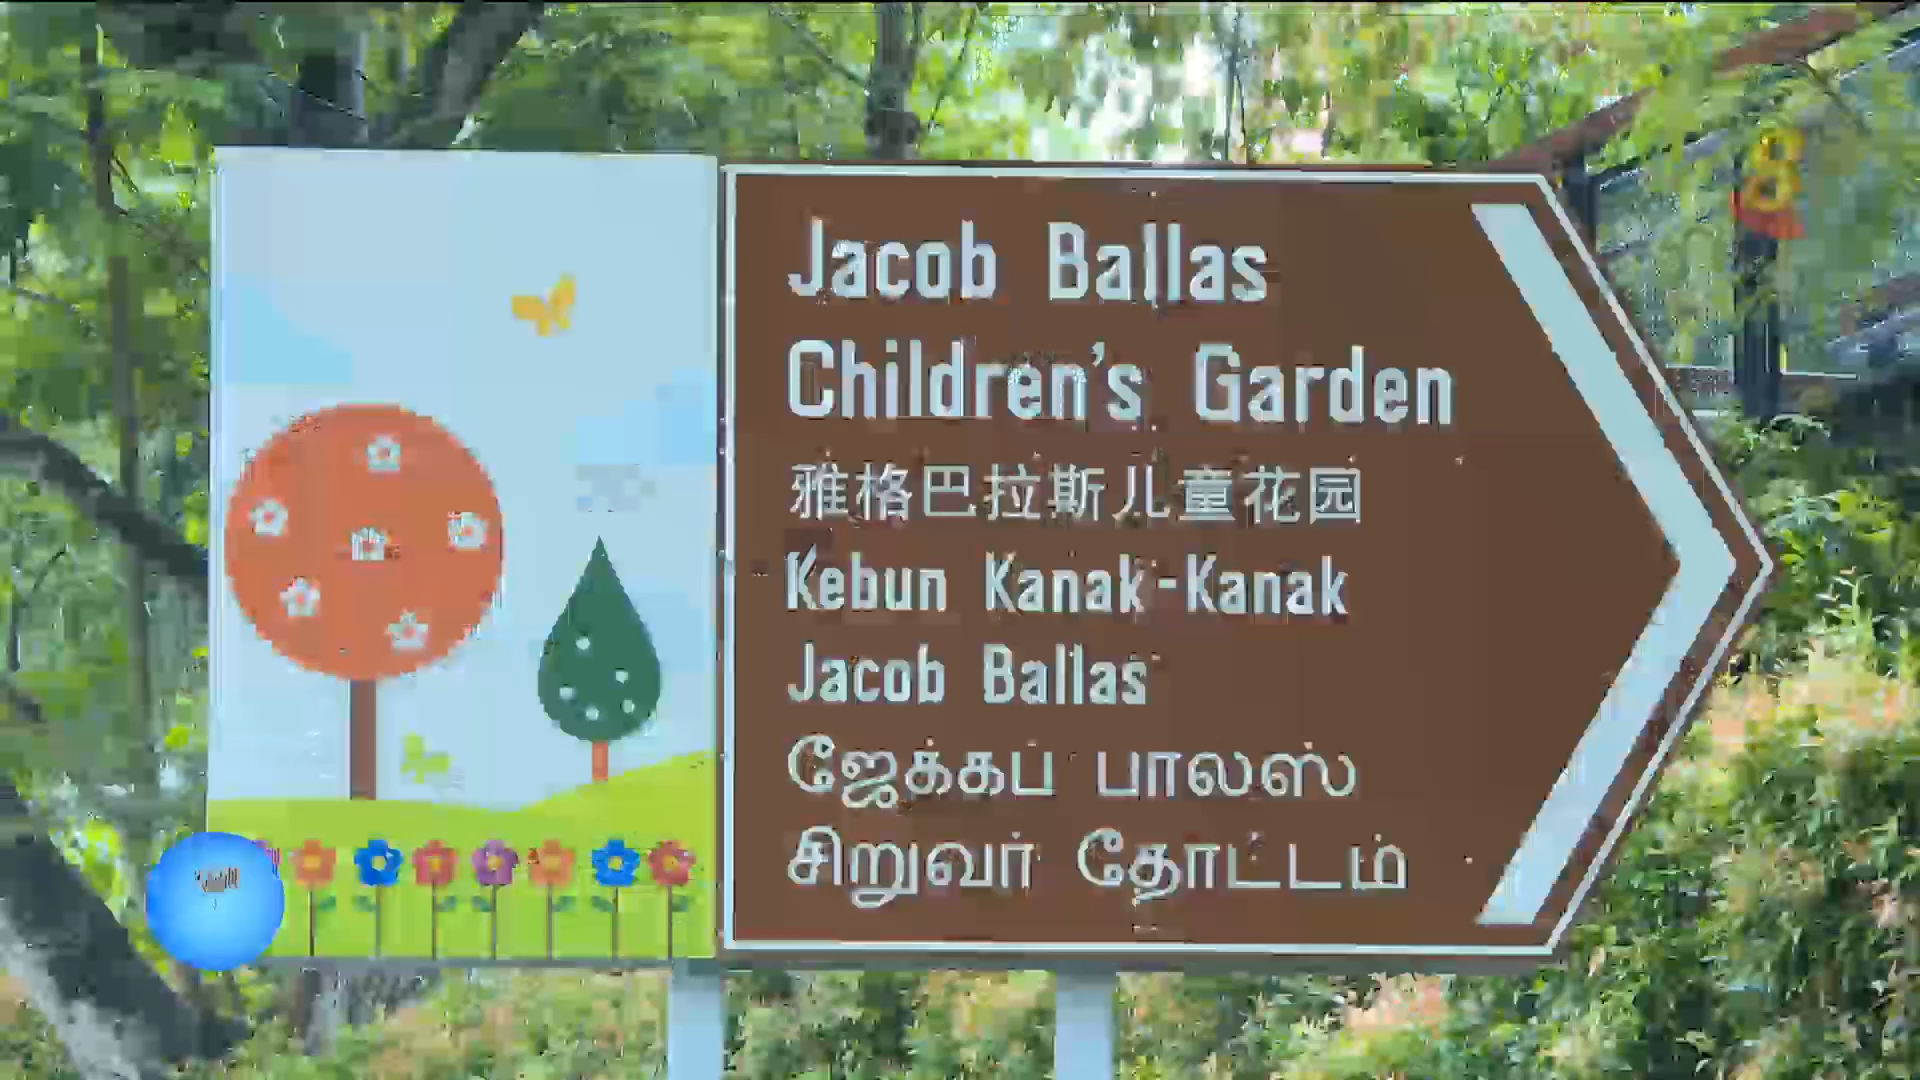 Jacob Ballas
Children's Garden
雅格巴拉斯儿童花园
Kebun Kanak-Kanak
Jacob Ballas
ஜேக்கப் பாலஸ்
சிறுவர் தோட்டம்
8